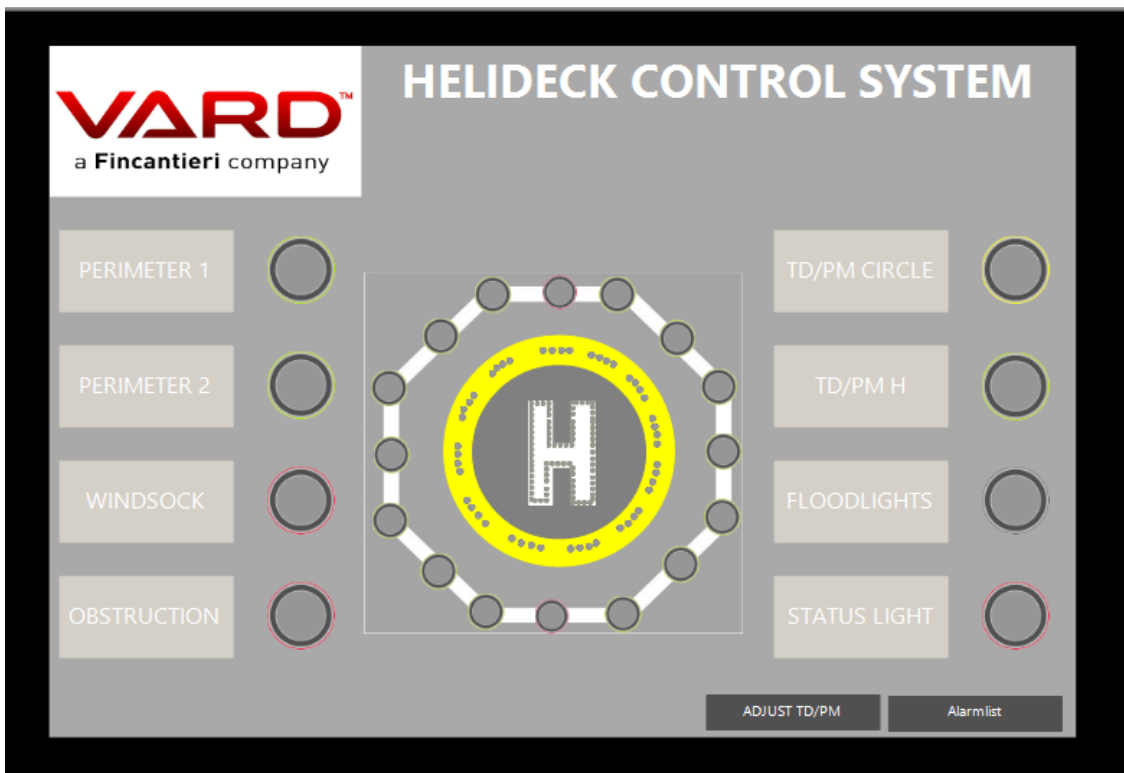 VARD™
a Fincantieri company
HELIDECK CONTROL SYSTEM
PERIMETER 1
PERIMETER 2
WINDSOCK
OBSTRUCTION
H
TD/PM CIRCLE
TD/PM H
FLOODLIGHTS
STATUS LIGHT
ADJUST TD/PM
Alarmlist